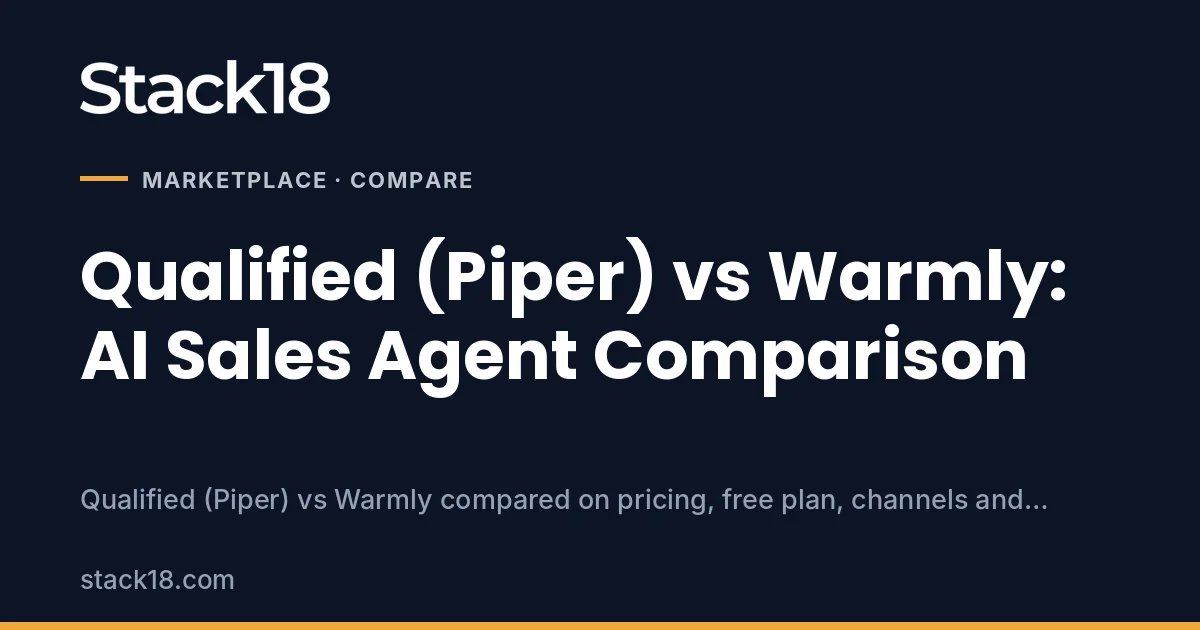 Stack18
MARKETPLACE · COMPARE
Qualified (Piper) vs Warmly:
AI Sales Agent Comparison
Qualified (Piper) vs Warmly compared on pricing, free plan, channels and...
stack18.com